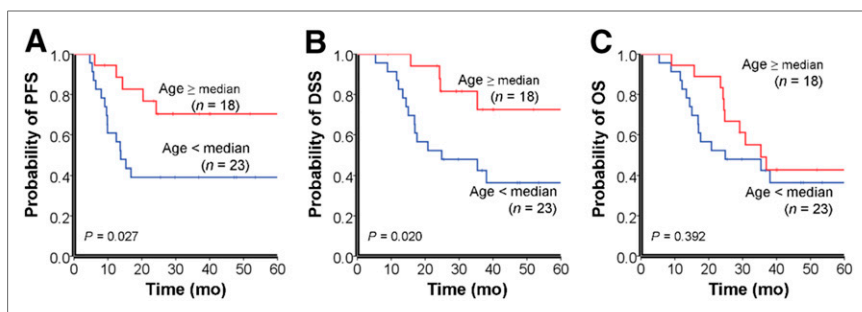 A
Probability of PFS
1.0
0.8
0.6
0.4
0.2
0.0
Age ≥ median
(n = 18)
Age < median
(n = 23)
P = 0.027
0 10 20 30 40 50 60
Time (mo)
B
Probability of DSS
1.0
0.8
0.6
0.4
0.2
0.0
Age ≥ median
(n = 18)
Age < median
(n = 23)
P = 0.020
0 10 20 30 40 50 60
Time (mo)
C
Probability of OS
1.0
0.8
0.6
0.4
0.2
0.0
Age ≥ median
(n = 18)
Age < median
(n = 23)
P = 0.392
0 10 20 30 40 50 60
Time (mo)